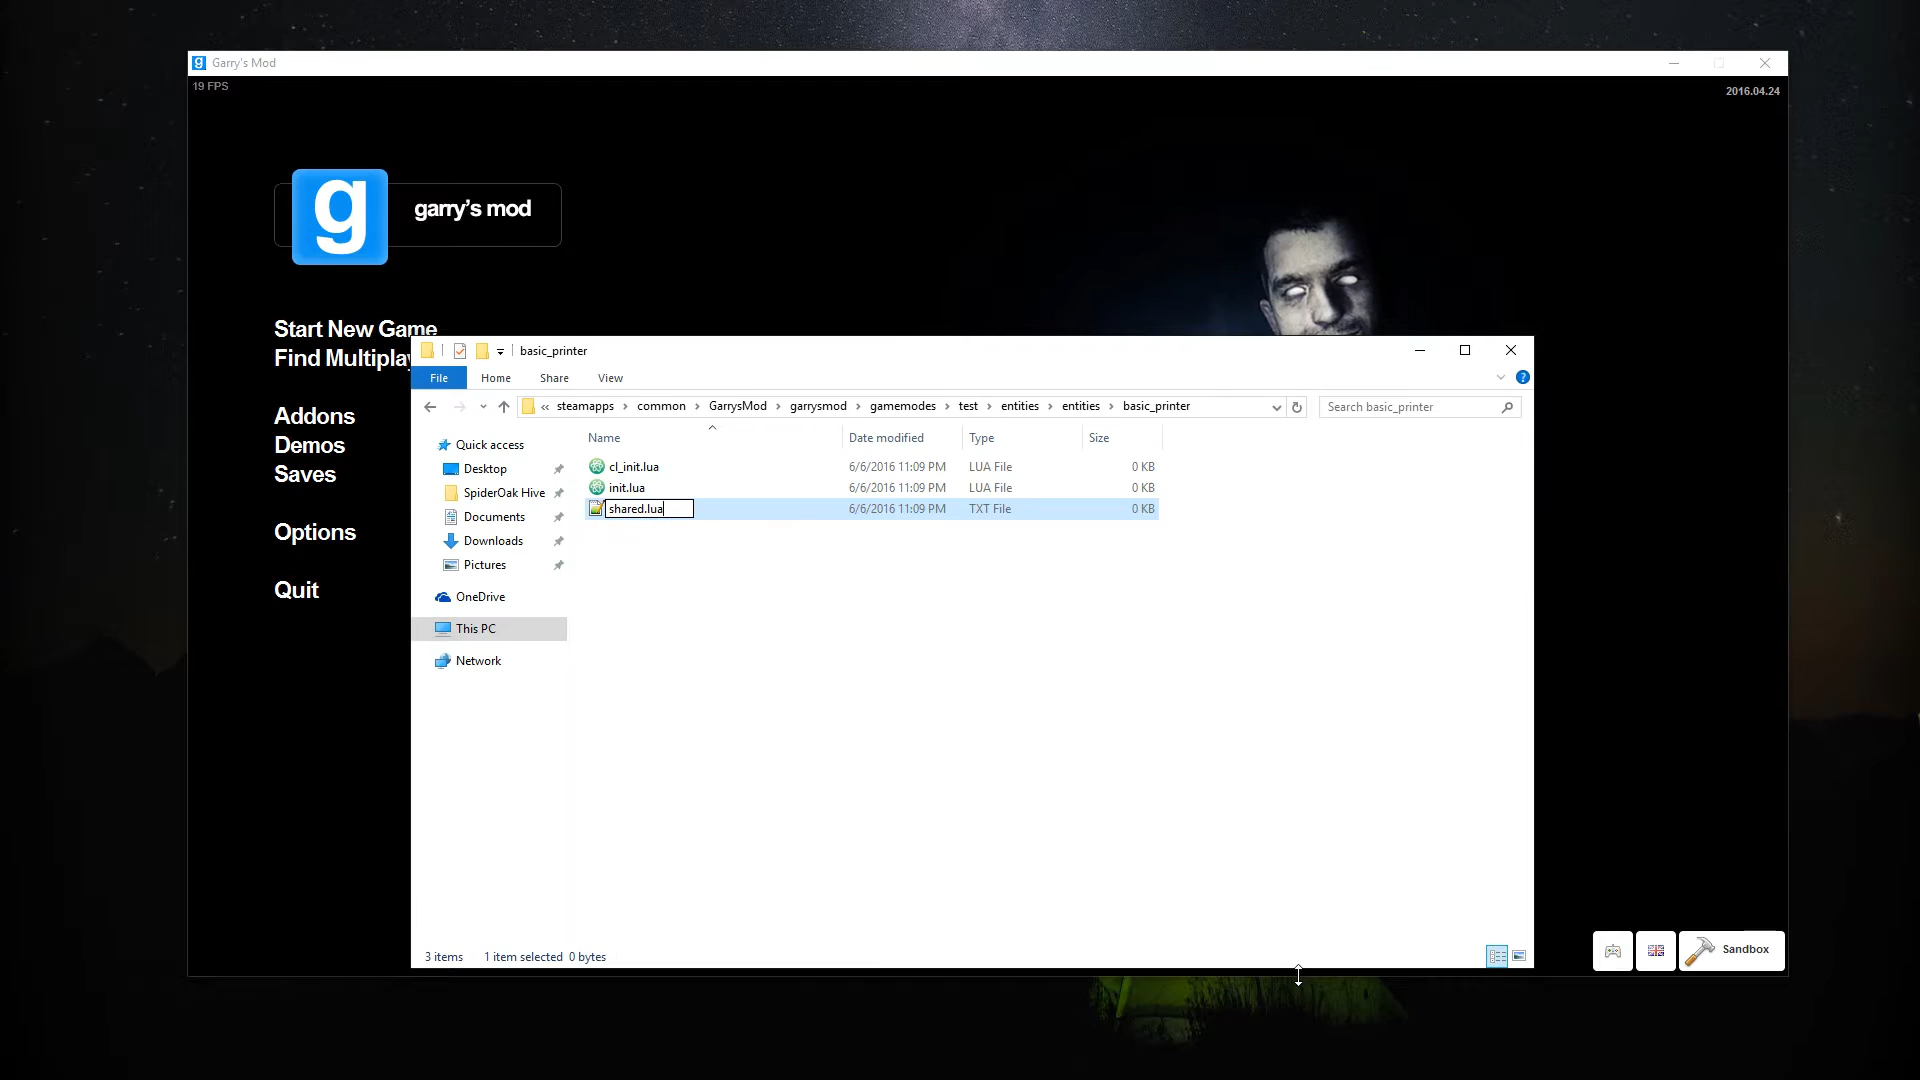 Garry's Mod
19 FPS
2016.04.24
g garry's mod
Start New Game
Find Multiplay
Addons
Demos
Saves
Options
Quit
basic_printer
File Home Share View
« steamapps › common › GarrysMod › garrysmod › gamemodes › test › entities › entities › basic_printer
Search basic_printer
Quick access
Desktop
SpiderOak Hive
Documents
Downloads
Pictures
OneDrive
This PC
Network
Name Date modified Type Size
cl_init.lua 6/6/2016 11:09 PM LUA File 0 KB
init.lua 6/6/2016 11:09 PM LUA File 0 KB
shared.lua 6/6/2016 11:09 PM TXT File 0 KB
3 items 1 item selected 0 bytes
Sandbox